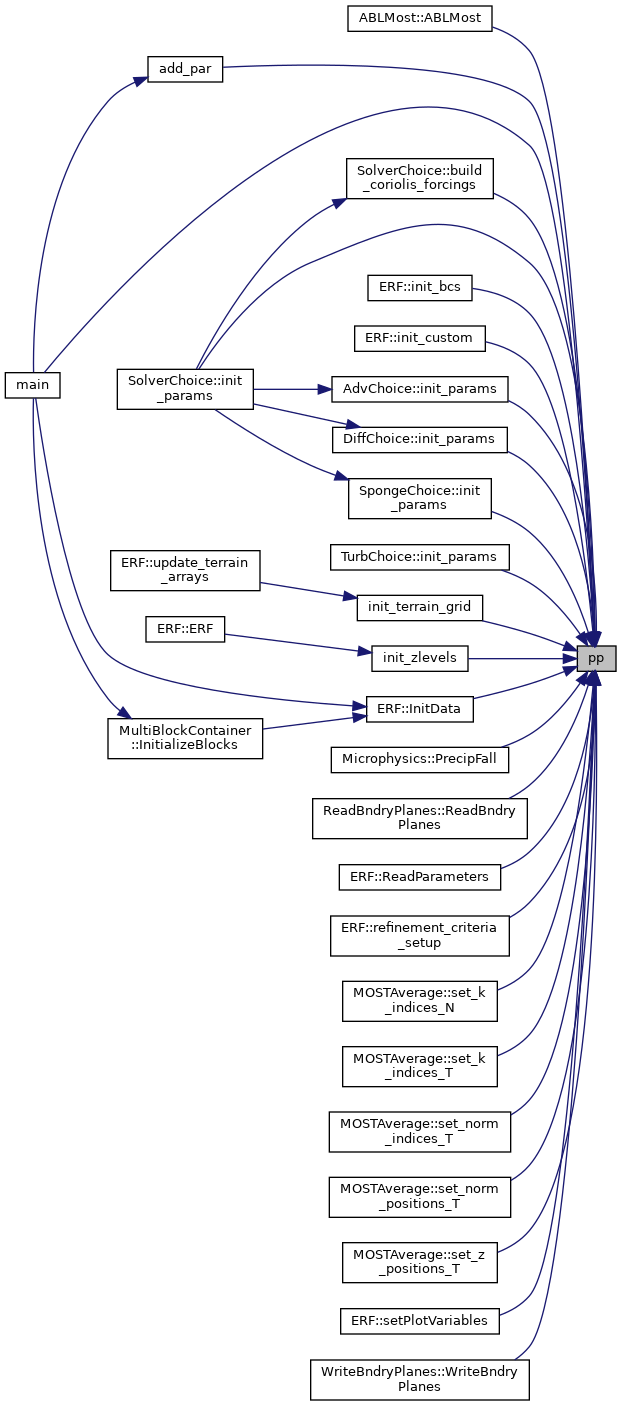 ABLMost::ABLMost
add_par
SolverChoice::build
_coriolis_forcings
ERF::init_bcs
ERF::init_custom
main
SolverChoice::init
_params
AdvChoice::init_params
DiffChoice::init_params
SpongeChoice::init
_params
TurbChoice::init_params
ERF::update_terrain
_arrays
init_terrain_grid
ERF::ERF
init_zlevels
pp
ERF::InitData
MultiBlockContainer
::InitializeBlocks
Microphysics::PrecipFall
ReadBndryPlanes::ReadBndry
Planes
ERF::ReadParameters
ERF::refinement_criteria
_setup
MOSTAverage::set_k
_indices_N
MOSTAverage::set_k
_indices_T
MOSTAverage::set_norm
_indices_T
MOSTAverage::set_norm
_positions_T
MOSTAverage::set_z
_positions_T
ERF::setPlotVariables
WriteBndryPlanes::WriteBndry
Planes